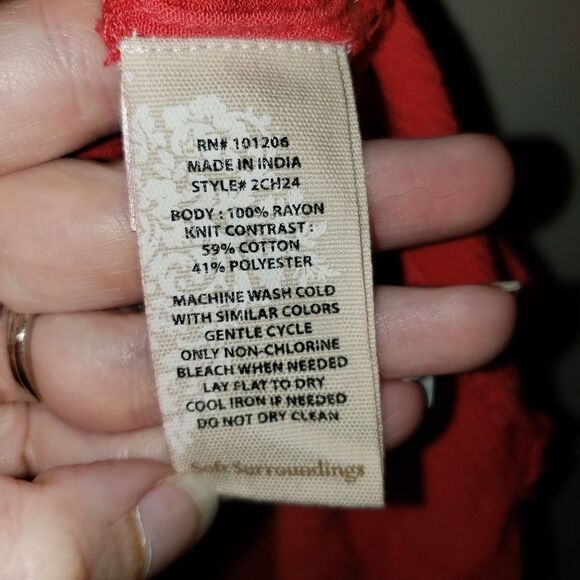 RN# 101206
MADE IN INDIA
STYLE# 2CH24
BODY : 100% RAYON
KNIT CONTRAST :
59% COTTON
41% POLYESTER
MACHINE WASH COLD
WITH SIMILAR COLORS
GENTLE CYCLE
ONLY NON-CHLORINE
BLEACH WHEN NEEDED
LAY FLAT TO DRY
COOL IRON IF NEEDED
DO NOT DRY CLEAN
Soft Surroundings